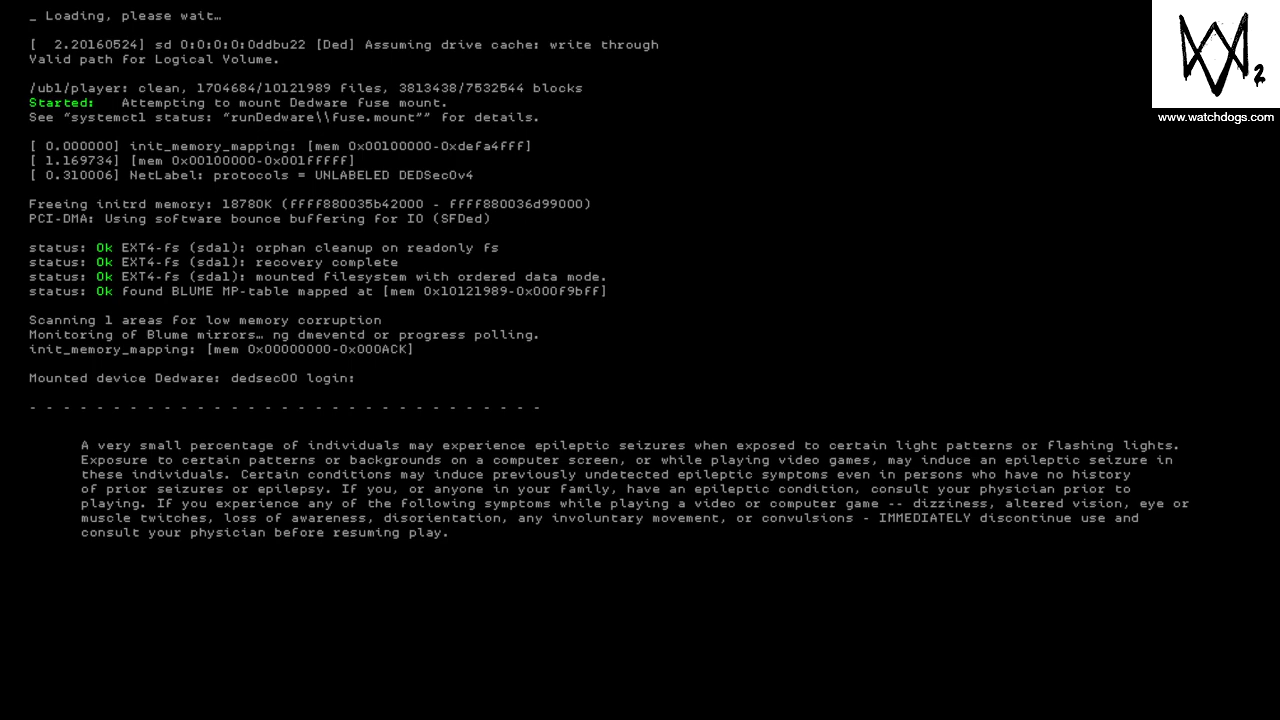 _ Loading, please wait…
[  2.20160524] sd 0:0:0:0:0ddbu22 [Ded] Assuming drive cache: write through
Valid path for Logical Volume.
/ubl/player: clean, 1704684/10121989 files, 3813438/7532544 blocks
Started:   Attempting to mount Dedware fuse mount.
See “systemctl status: “runDedware\\fuse.mount”” for details.
[ 0.000000] init_memory_mapping: [mem 0x00100000-0xdefa4fff]
[ 1.169734] [mem 0x00100000-0x001fffff]
[ 0.310006] NetLabel: protocols = UNLABELED DEDSec0v4
Freeing initrd memory: 18780K (ffff880035b42000 - ffff880036d99000)
PCI-DMA: Using software bounce buffering for IO (SFDed)
status: Ok EXT4-fs (sda1): orphan cleanup on readonly fs
status: Ok EXT4-fs (sda1): recovery complete
status: Ok EXT4-fs (sda1): mounted filesystem with ordered data mode.
status: Ok found BLUME MP-table mapped at [mem 0x10121989-0x000f9bff]
Scanning 1 areas for low memory corruption
Monitoring of Blume mirrors… ng dmeventd or progress polling.
init_memory_mapping: [mem 0x00000000-0x000ACK]
Mounted device Dedware: dedsec00 login:
- - - - - - - - - - - - - - - - - - - - - - - - - - - - - - -
A very small percentage of individuals may experience epileptic seizures when exposed to certain light patterns or flashing lights.
Exposure to certain patterns or backgrounds on a computer screen, or while playing video games, may induce an epileptic seizure in
these individuals. Certain conditions may induce previously undetected epileptic symptoms even in persons who have no history
of prior seizures or epilepsy. If you, or anyone in your family, have an epileptic condition, consult your physician prior to
playing. If you experience any of the following symptoms while playing a video or computer game -- dizziness, altered vision, eye or
muscle twitches, loss of awareness, disorientation, any involuntary movement, or convulsions - IMMEDIATELY discontinue use and
consult your physician before resuming play.
2
www.watchdogs.com